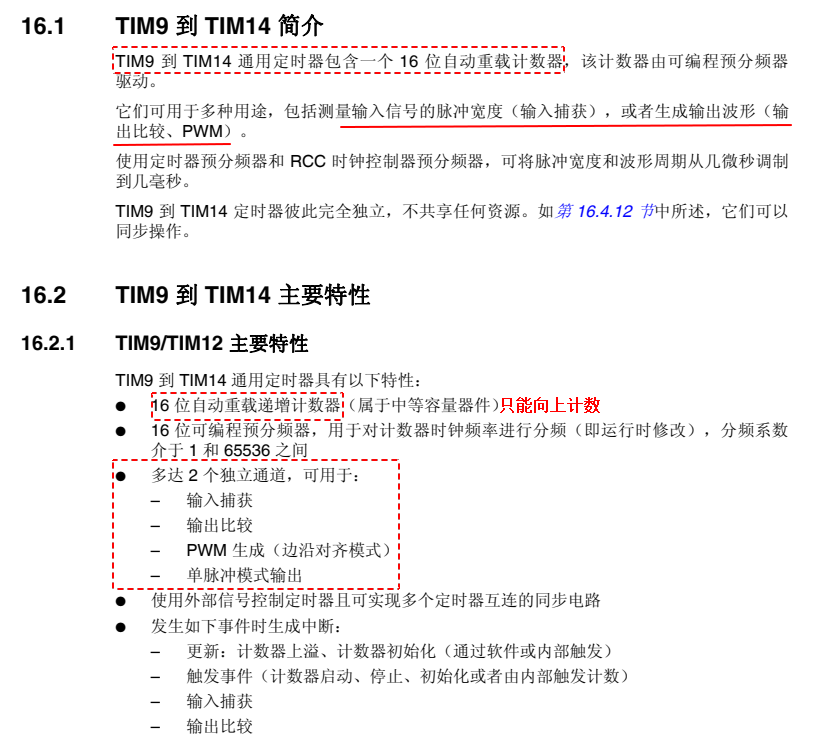 16.1 TIM9 到 TIM14 简介
TIM9 到 TIM14 通用定时器包含一个 16 位自动重载计数器，该计数器由可编程预分频器
驱动。
它们可用于多种用途，包括测量输入信号的脉冲宽度（输入捕获），或者生成输出波形（输
出比较、PWM）。
使用定时器预分频器和 RCC 时钟控制器预分频器，可将脉冲宽度和波形周期从几微秒调制
到几毫秒。
TIM9 到 TIM14 定时器彼此完全独立，不共享任何资源。如第 16.4.12 节中所述，它们可以
同步操作。
16.2 TIM9 到 TIM14 主要特性
16.2.1 TIM9/TIM12 主要特性
TIM9 到 TIM14 通用定时器具有以下特性：
● 16 位自动重载递增计数器（属于中等容量器件）只能向上计数
● 16 位可编程预分频器，用于对计数器时钟频率进行分频（即运行时修改），分频系数
介于 1 和 65536 之间
● 多达 2 个独立通道，可用于：
– 输入捕获
– 输出比较
– PWM 生成（边沿对齐模式）
– 单脉冲模式输出
● 使用外部信号控制定时器且可实现多个定时器互连的同步电路
● 发生如下事件时生成中断：
– 更新：计数器上溢、计数器初始化（通过软件或内部触发）
– 触发事件（计数器启动、停止、初始化或者由内部触发计数）
– 输入捕获
– 输出比较